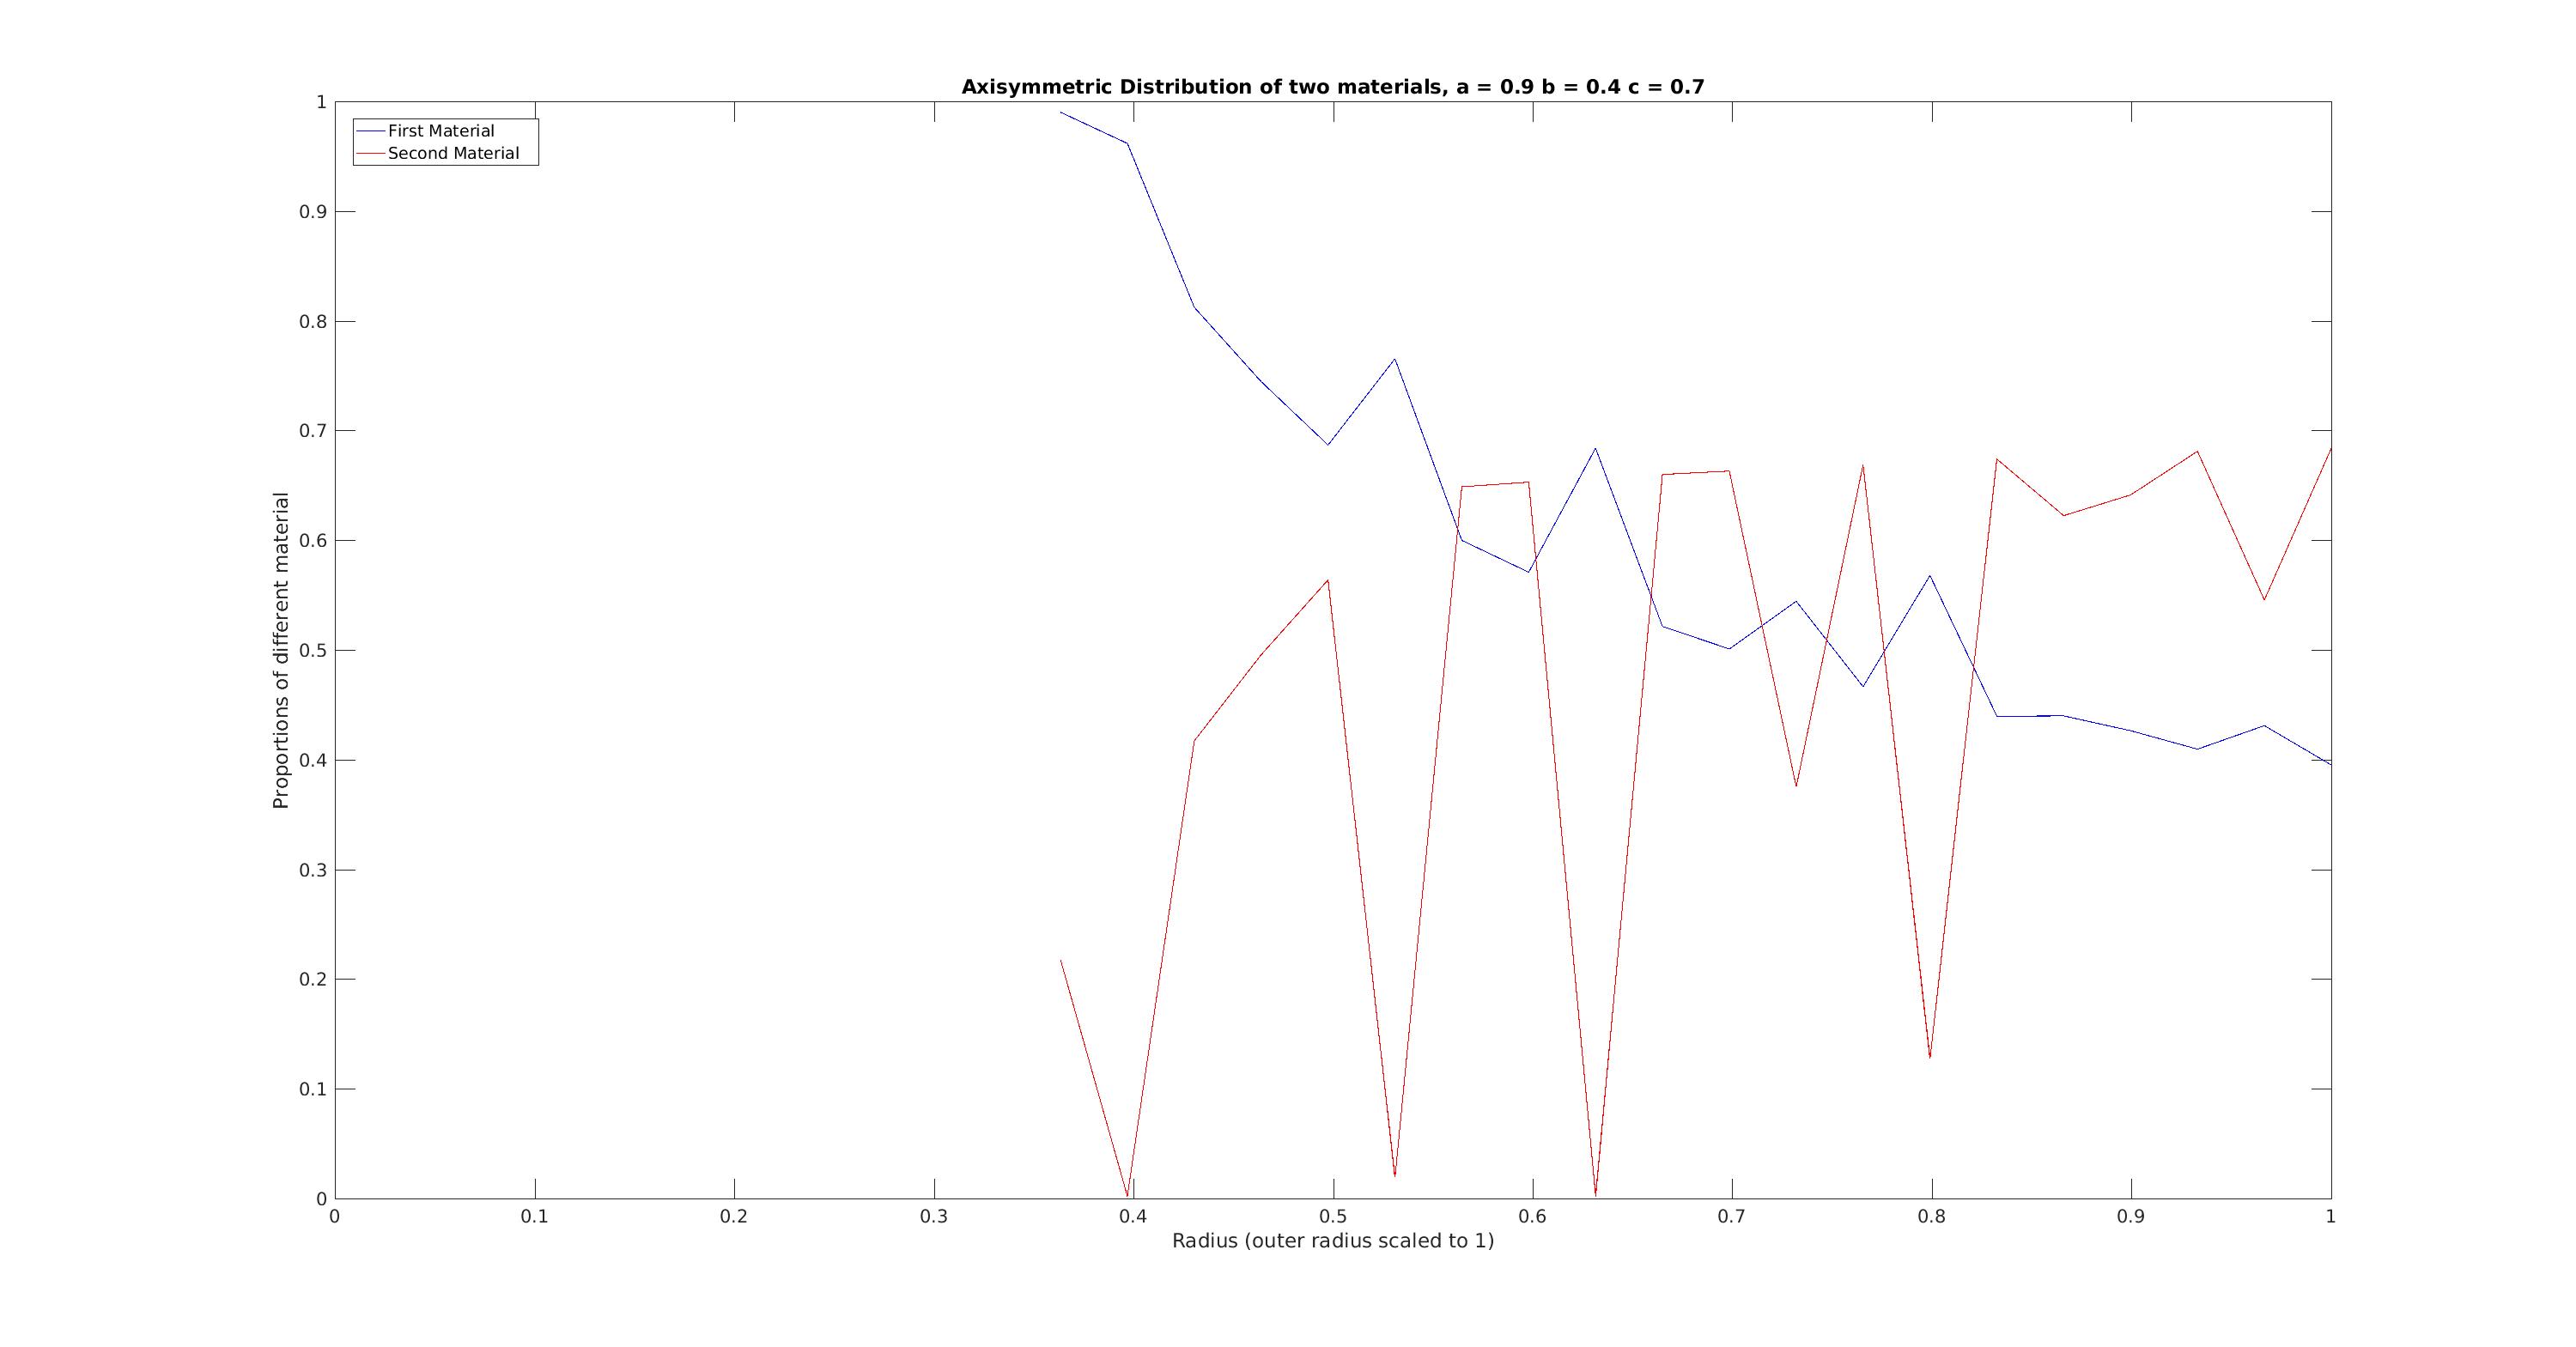 Axisymmetric Distribution of two materials, a = 0.9 b = 0.4 c = 0.7
First Material
Second Material
Proportions of different material
1
0.9
0.8
0.7
0.6
0.5
0.4
0.3
0.2
0.1
0
0 0.1 0.2 0.3 0.4 0.5 0.6 0.7 0.8 0.9 1
Radius (outer radius scaled to 1)